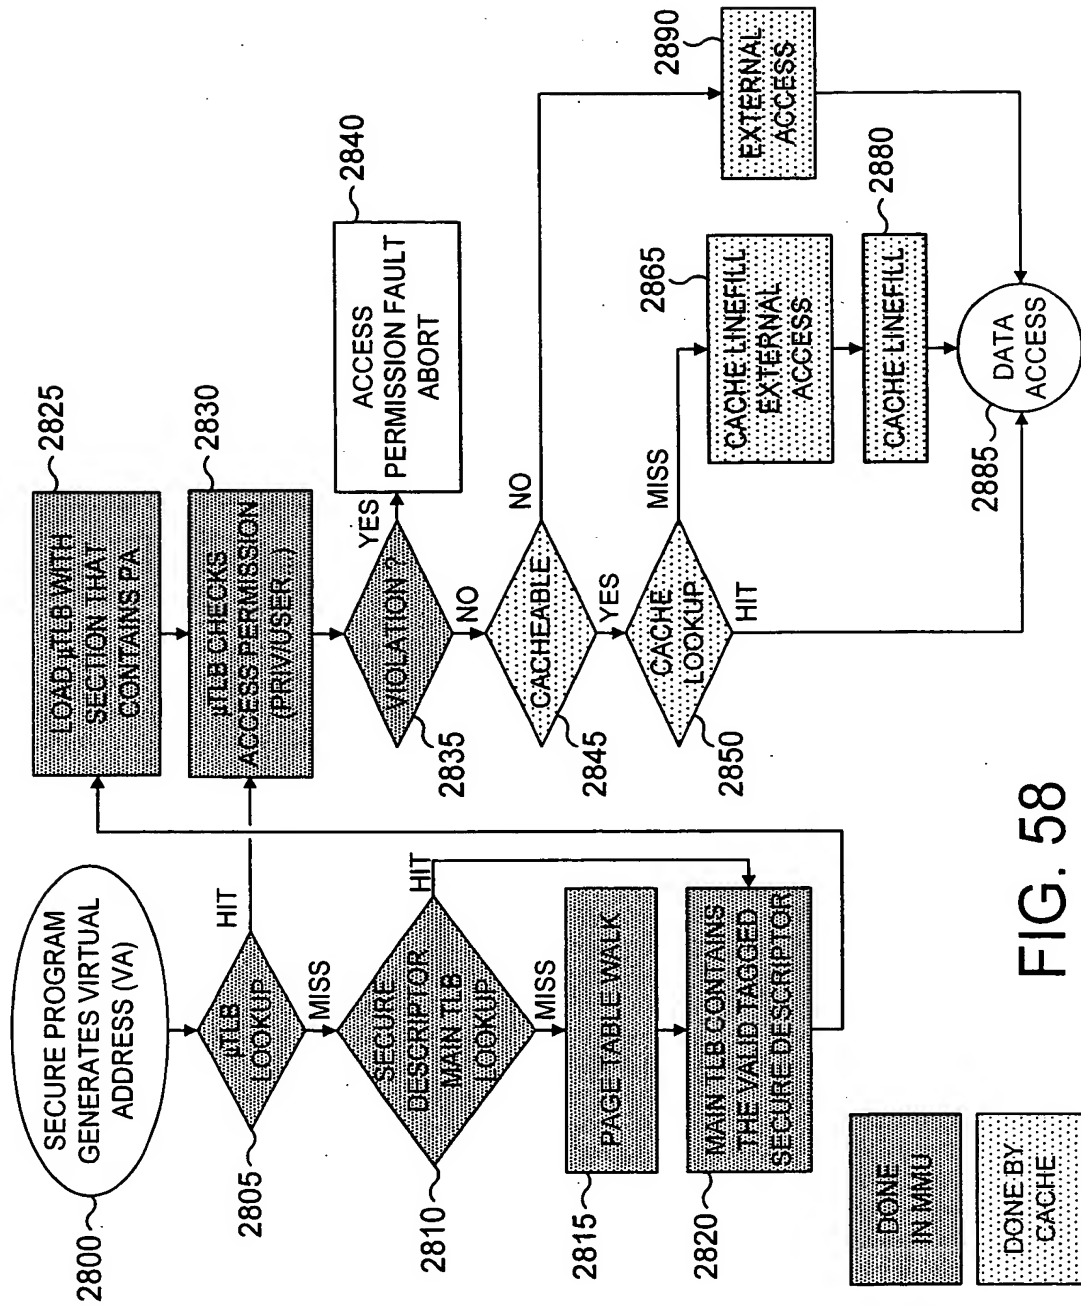 2800
SECURE PROGRAM
GENERATES VIRTUAL
ADDRESS (VA)
2805
µTLB
LOOKUP
HIT
MISS
2810
SECURE
DESCRIPTOR
MAIN TLB
LOOKUP
HIT
MISS
2815
PAGE TABLE WALK
2820
MAIN TLB CONTAINS
THE VALID TAGGED
SECURE DESCRIPTOR
2825
LOAD µTLB WITH
SECTION THAT
CONTAINS PA
2830
µTLB CHECKS
ACCESS PERMISSION
(PRIV/USER...)
2835
VIOLATION ?
YES
NO
2840
ACCESS
PERMISSION FAULT
ABORT
2845
CACHEABLE
NO
YES
2850
CACHE
LOOKUP
MISS
HIT
2865
CACHE LINEFILL
EXTERNAL
ACCESS
2880
CACHE LINEFILL
2890
EXTERNAL
ACCESS
2885
DATA
ACCESS
DONE
IN MMU
DONE BY
CACHE
FIG. 58